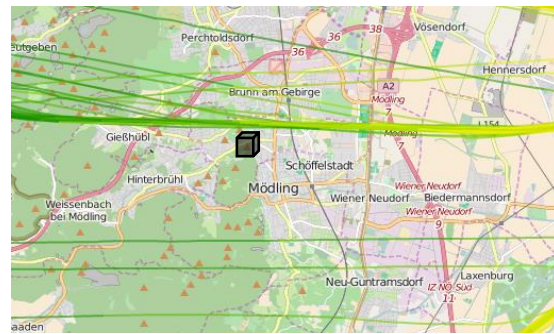 Vösendorf
38
36
Perchtoldsdorf
36
eutgeben
Hennersdorf
A2
Brunn am Gebirge
Mödling
7
L154
Mödling
7
Gießhübl
Schöffelstadt
Hinterbrühl
Mödling
Wiener Neudorf
Weissenbach
bei Mödling
Wiener Neudorf
Biedermannsdorf
Wiener Neudorf
9
Laxenburg
Neu-Guntramsdorf
IZ NÖ Süd
11
aaden